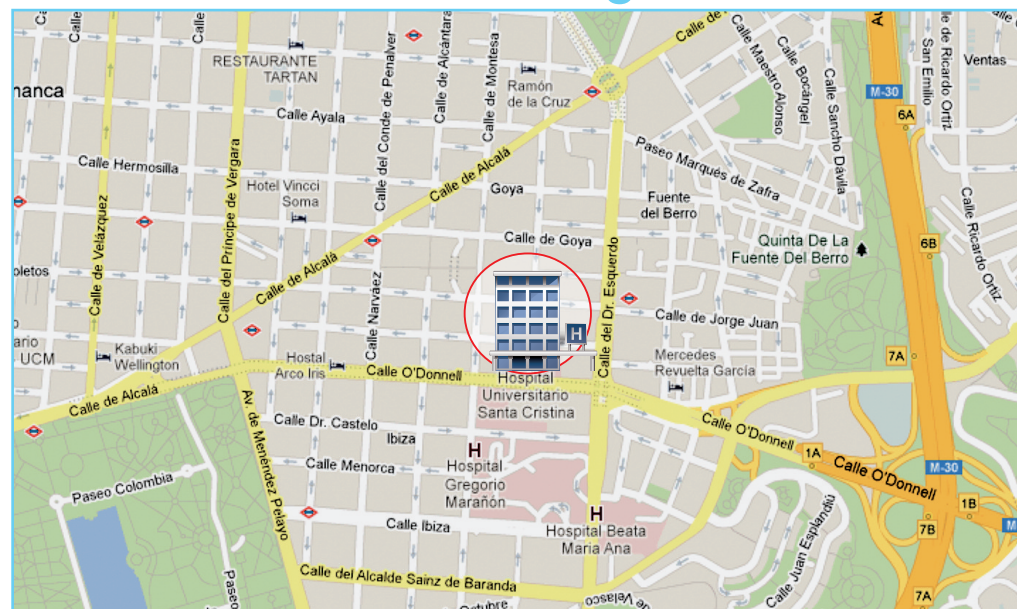 Calle
Calle
Calle del Conde de Penalver
Calle de Alcántara
Calle de Montesa
Calle Maestro Alonso
Calle Bocángel
Calle Sancho Dávila
San Emilio
Ventas
RESTAURANTE
TARTAN
Ramón
de la Cruz
M-30
6A
Calle Ayala
Calle Hermosilla
Calle del Príncipe de Vergara
Calle de Alcalá
Paseo Marqués de Zafra
Hotel Vincci
Soma
Goya
Fuente
del Berro
Calle de Velázquez
Calle de Goya
Quinta De La
Fuente Del Berro
6B
Calle Ricardo Ortiz
Calle de Alcalá
Calle Narváez
Calle del Dr. Esquerdo
H
Calle de Jorge Juan
UCM
Kabuki
Wellington
Hostal
Arco Iris
Calle O'Donnell
Mercedes
Revuelta García
7A
Hospital
Universitario
Santa Cristina
Calle de Alcalá
Av. de Menéndez Pelayo
Calle Dr. Castelo
Ibiza
Calle O'Donnell
1A
Calle O'Donnell
M-30
Calle Menorca
H
Hospital
Gregorio
Marañón
Paseo Colombia
Calle Ibiza
H
Hospital Beata
María Ana
1B
7B
Calle Juan Esplandiú
Calle del Alcalde Sainz de Baranda
Paseo
7A